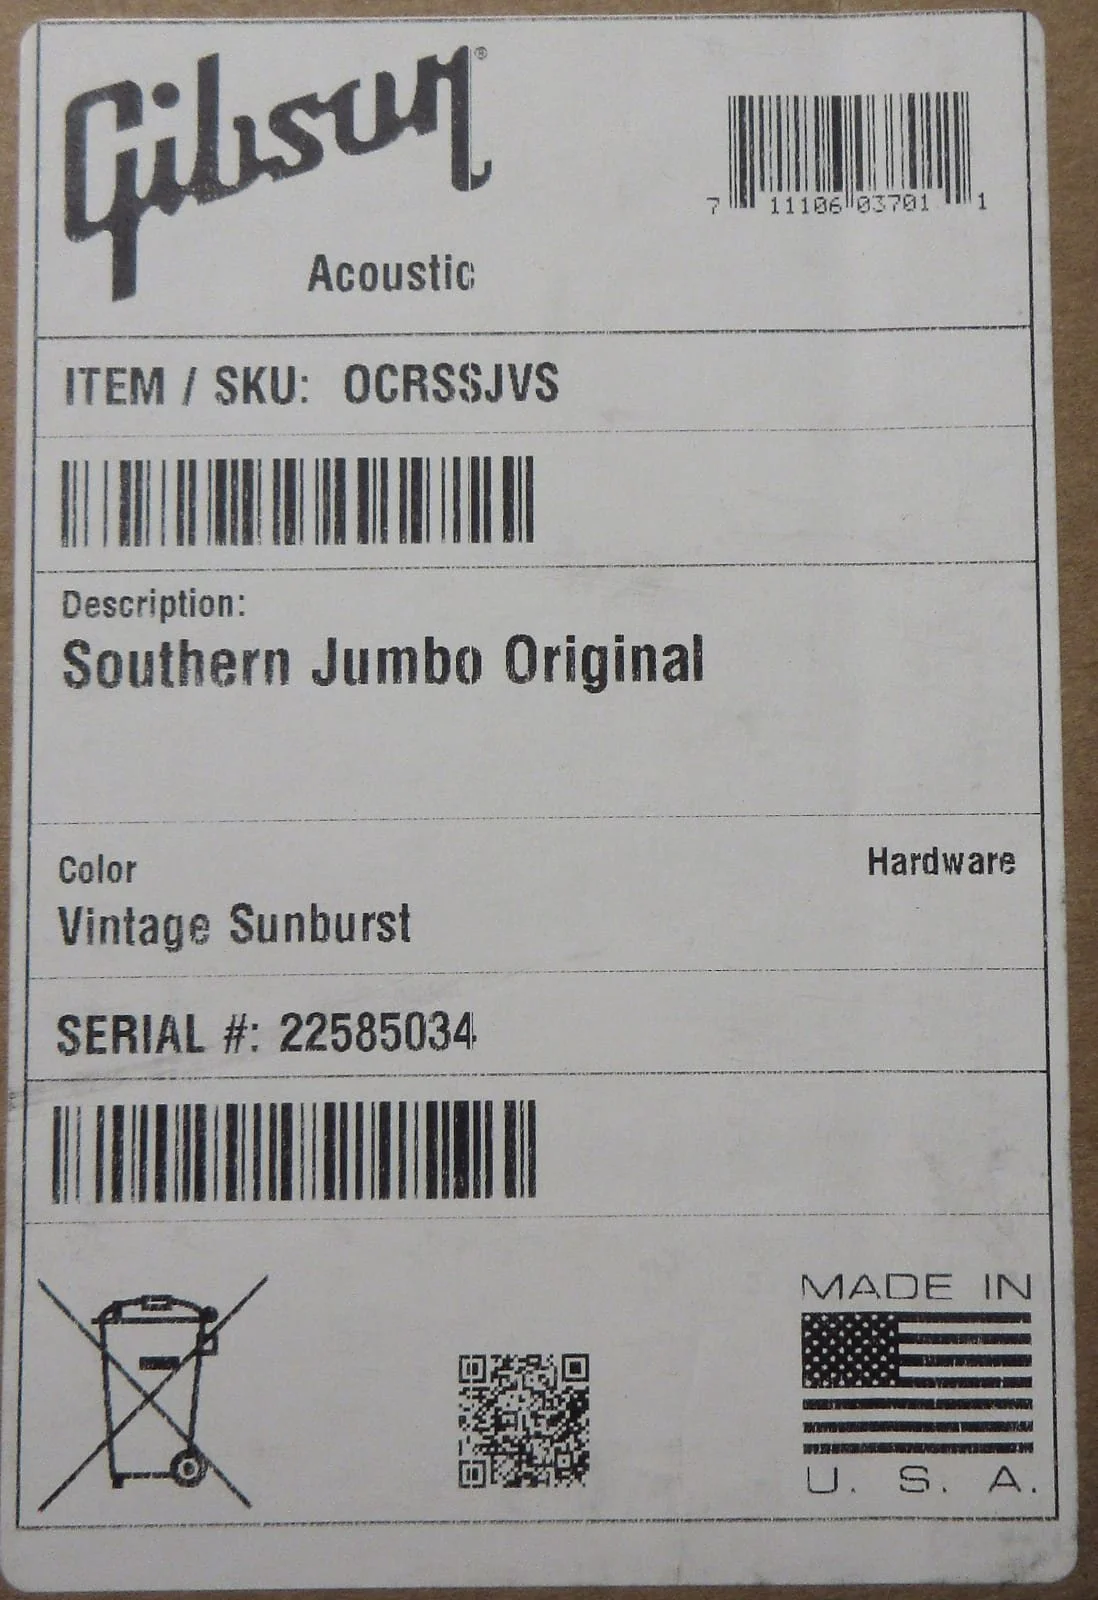 Gibson®
Acoustic
7 11106 03701 1
ITEM / SKU: OCRSSJVS
Description:
Southern Jumbo Original
Color
Hardware
Vintage Sunburst
SERIAL #: 22585034
MADE IN
U. S. A.